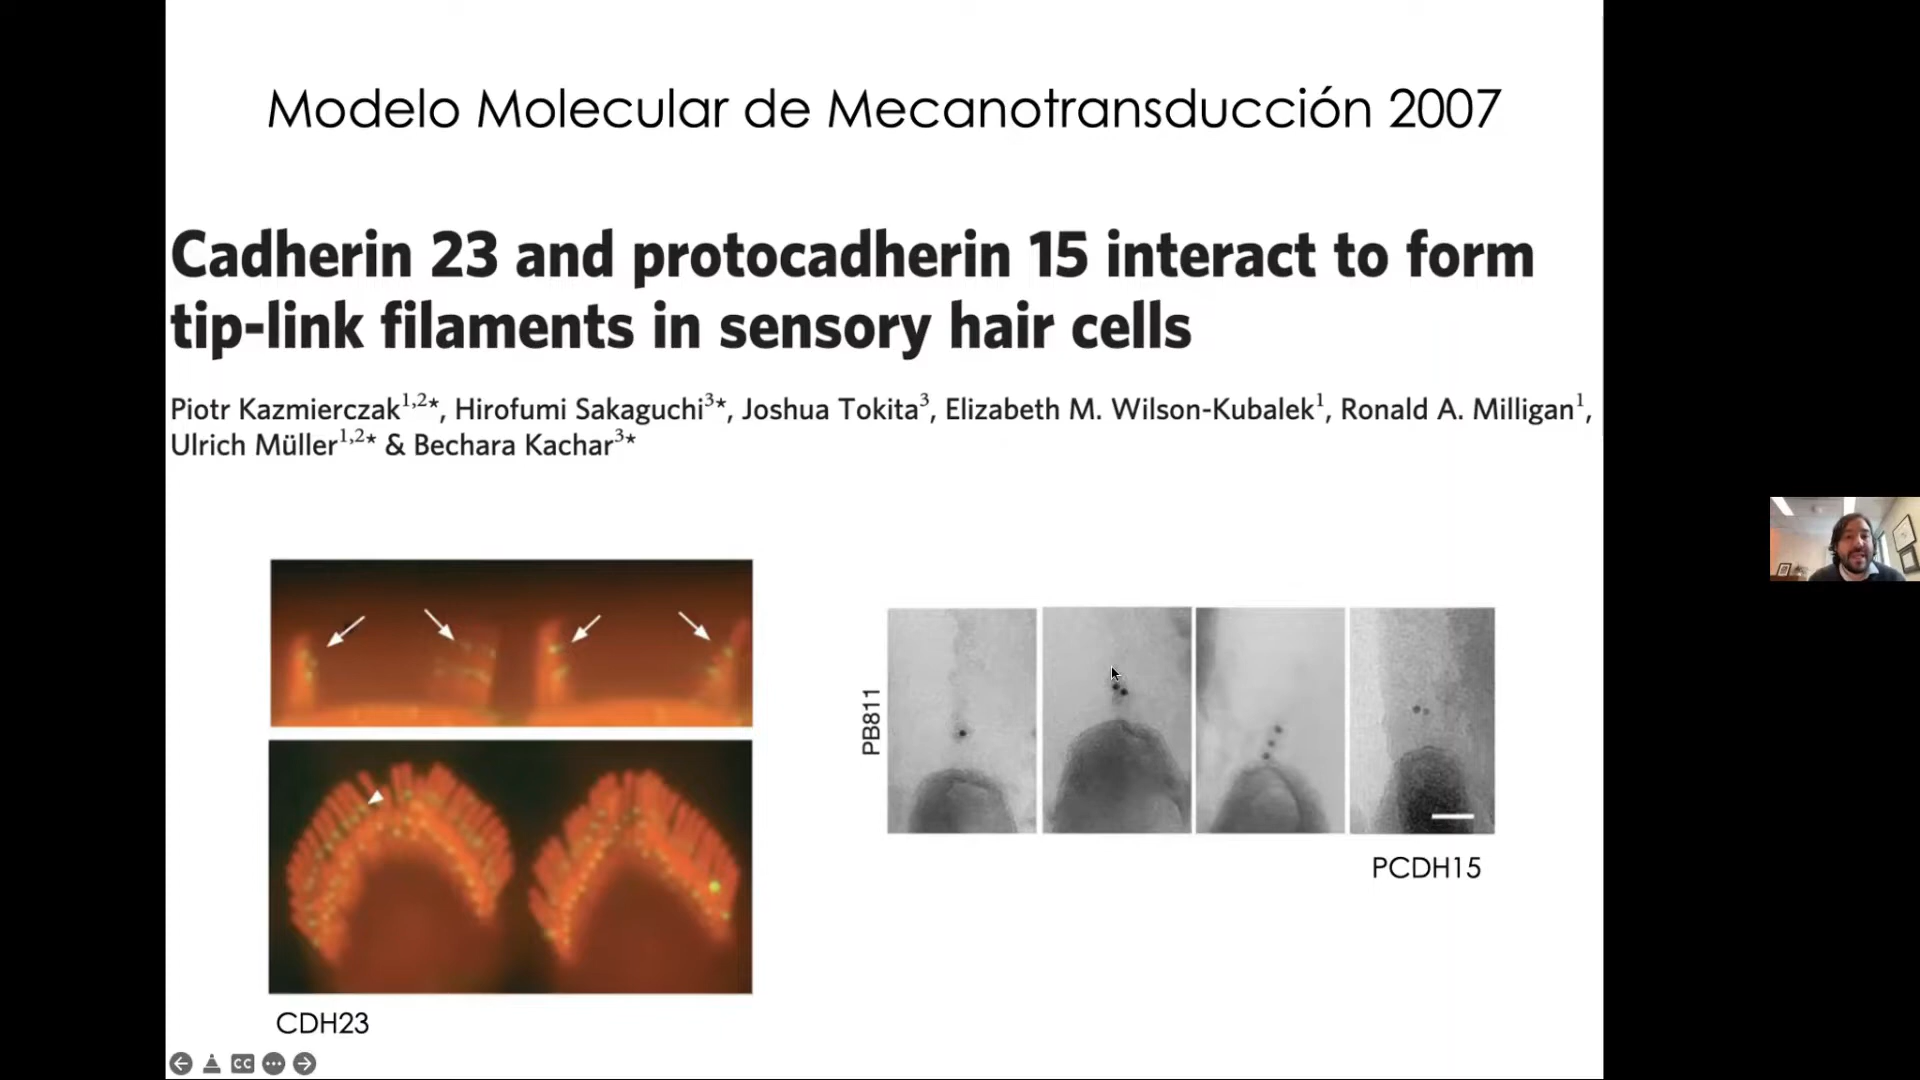 Modelo Molecular de Mecanotransducción 2007
Cadherin 23 and protocadherin 15 interact to form
tip-link filaments in sensory hair cells
Piotr Kazmierczak1,2*, Hirofumi Sakaguchi3*, Joshua Tokita3, Elizabeth M. Wilson-Kubalek1, Ronald A. Milligan1,
Ulrich Müller1,2* & Bechara Kachar3*
PB811
PCDH15
CDH23
CC